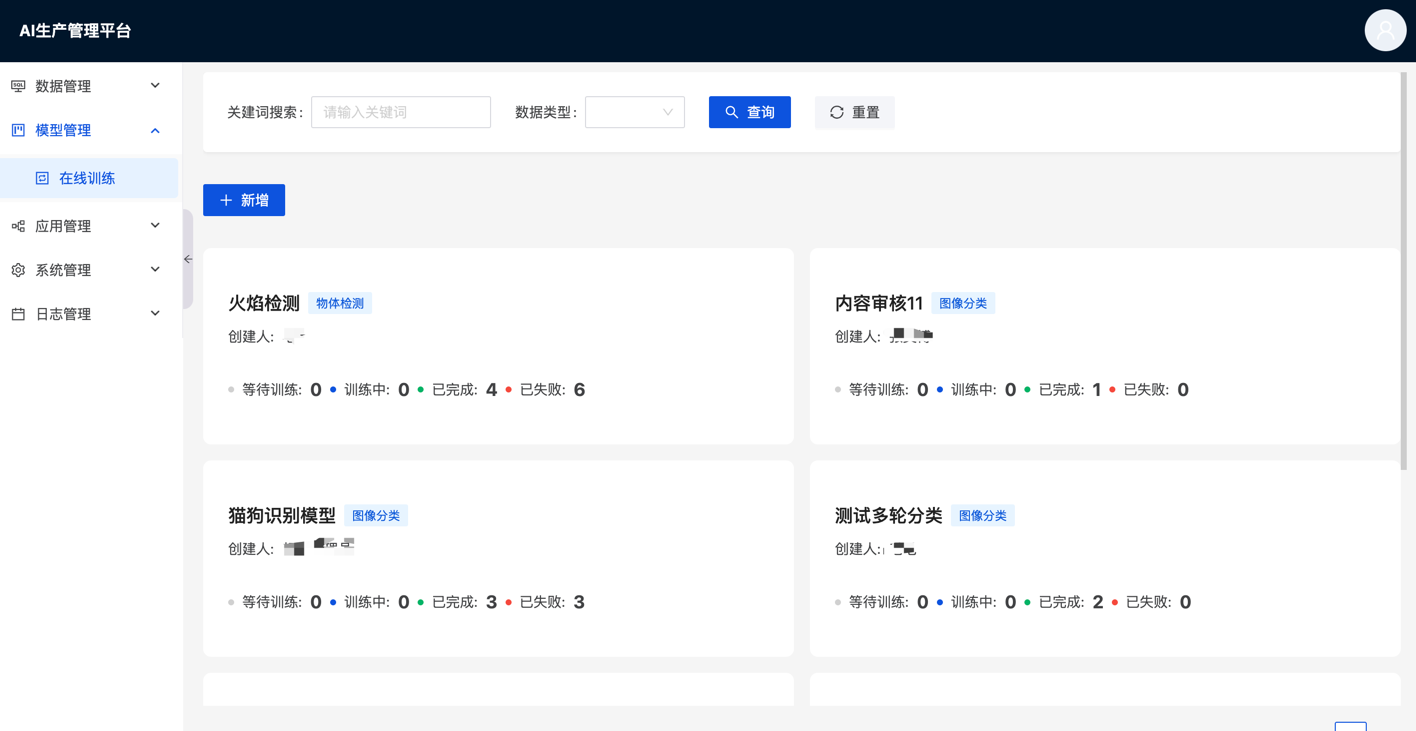 AI生产管理平台
数据管理
模型管理
在线训练
应用管理
系统管理
日志管理
关建词搜索: 请输入关键词 数据类型: 查询 重置
新增
火焰检测 物体检测
创建人:
等待训练: 0 训练中: 0 已完成: 4 已失败: 6
内容审核11 图像分类
创建人:
等待训练: 0 训练中: 0 已完成: 1 已失败: 0
猫狗识别模型 图像分类
创建人:
等待训练: 0 训练中: 0 已完成: 3 已失败: 3
测试多轮分类 图像分类
创建人:
等待训练: 0 训练中: 0 已完成: 2 已失败: 0